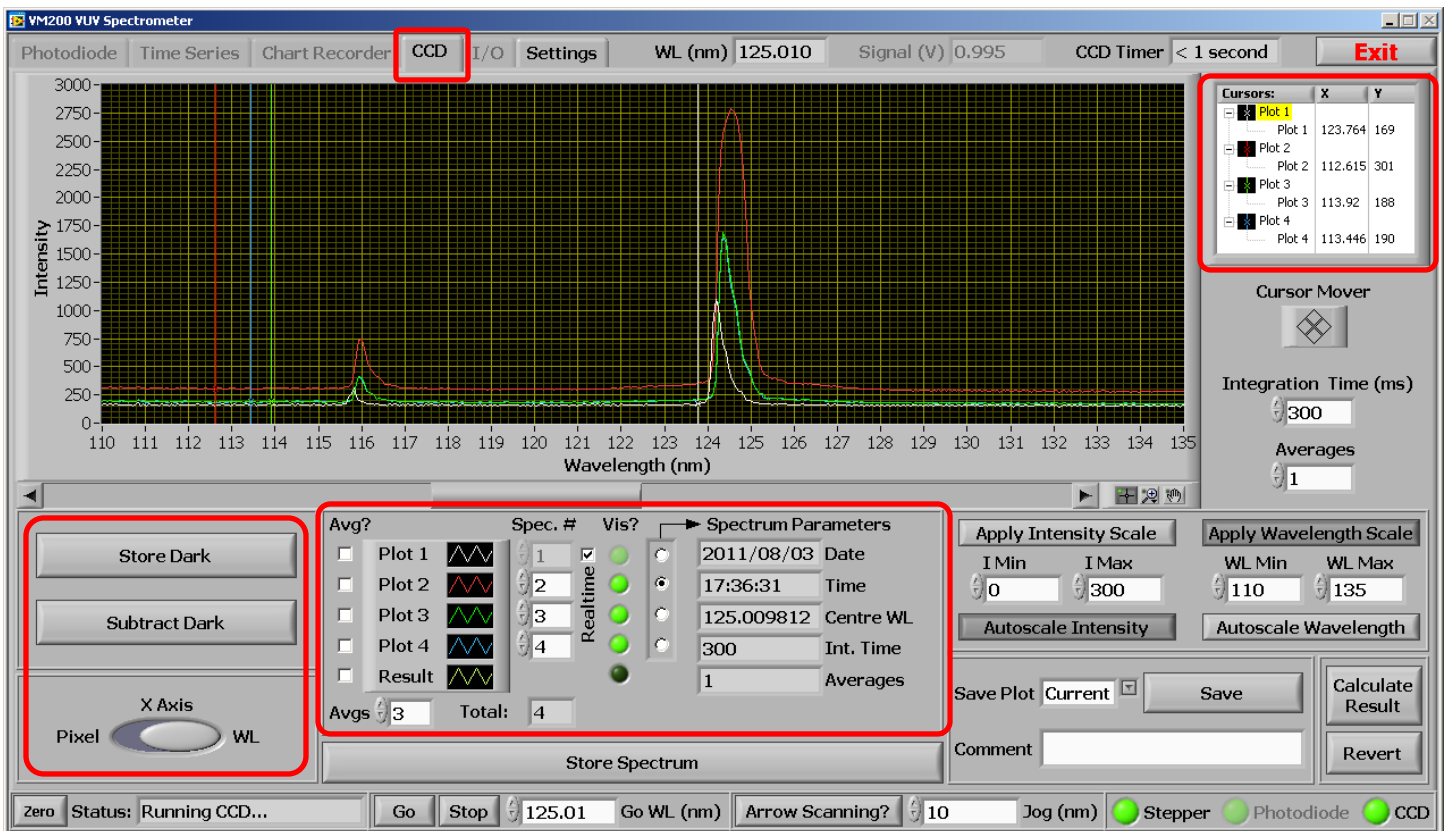 VM200 VUV Spectrometer
Photodiode Time Series Chart Recorder CCD I/O Settings WL (nm) 125.010 Signal (V) 0.995 CCD Timer < 1 second Exit
3000
2750
2500
2250
2000
1750
1500
1250
1000
750
500
250
0
Intensity
110 111 112 113 114 115 116 117 118 119 120 121 122 123 124 125 126 127 128 129 130 131 132 133 134 135
Wavelength (nm)
Cursors: X Y
Plot 1
Plot 1 123.764 169
Plot 2
Plot 2 112.615 301
Plot 3
Plot 3 113.92 188
Plot 4
Plot 4 113.446 190
Cursor Mover
Integration Time (ms)
300
Averages
1
Store Dark
Subtract Dark
X Axis
Pixel WL
Avg? Spec. # Vis? Spectrum Parameters
Plot 1 1 2011/08/03 Date
Plot 2 2 17:36:31 Time
Plot 3 3 125.009812 Centre WL
Plot 4 4 300 Int. Time
Result 1 Averages
Realtime
Avgs 3 Total: 4
Store Spectrum
Apply Intensity Scale Apply Wavelength Scale
I Min I Max WL Min WL Max
0 300 110 135
Autoscale Intensity Autoscale Wavelength
Save Plot Current Save
Comment
Calculate
Result
Revert
Zero Status: Running CCD... Go Stop 125.01 Go WL (nm) Arrow Scanning? 10 Jog (nm) Stepper Photodiode CCD